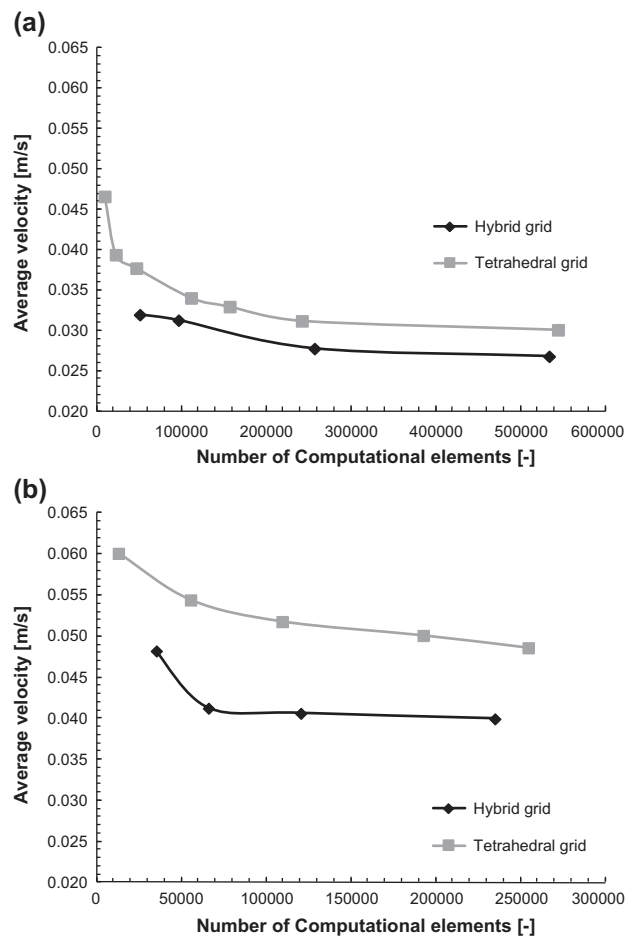 (a)
0.065
0.060
0.055
0.050
0.045
0.040
0.035
0.030
0.025
0.020
Average velocity [m/s]
Hybrid grid
Tetrahedral grid
0 100000 200000 300000 400000 500000 600000
Number of Computational elements [-]
(b)
0.065
0.060
0.055
0.050
0.045
0.040
0.035
0.030
0.025
0.020
Average velocity [m/s]
Hybrid grid
Tetrahedral grid
0 50000 100000 150000 200000 250000 300000
Number of Computational elements [-]